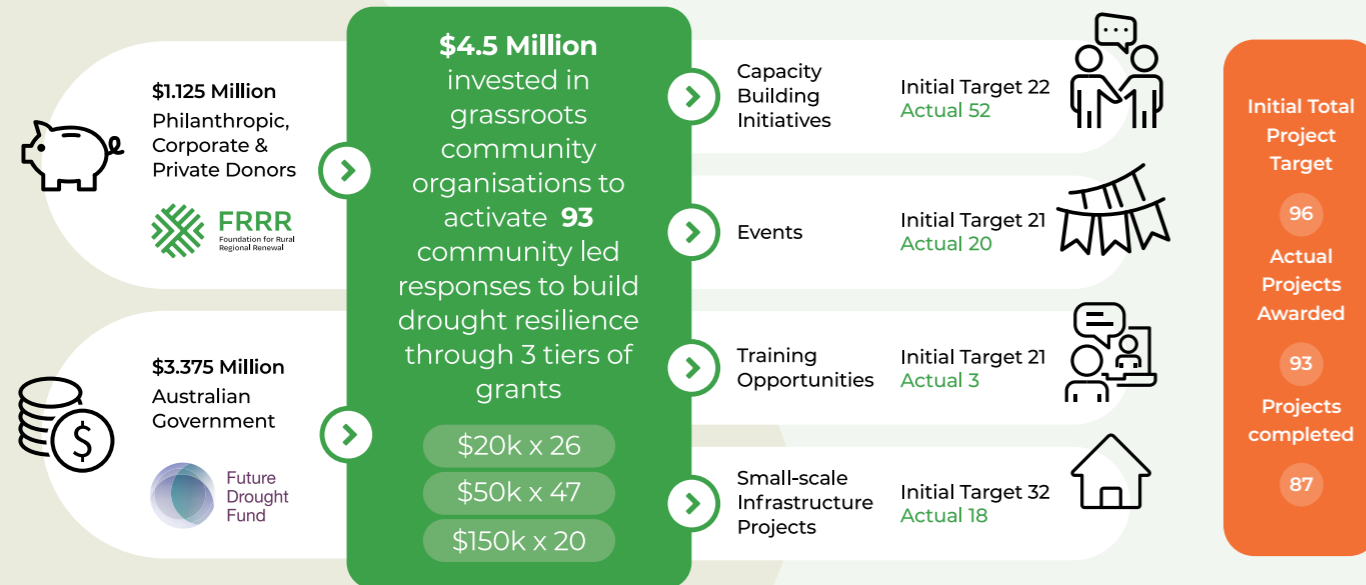 $1.125 Million
Philanthropic,
Corporate &
Private Donors
FRRR
Foundation for Rural
Regional Renewal
$3.375 Million
Australian
Government
Future
Drought
Fund
$4.5 Million
invested in
grassroots
community
organisations to
activate 93
community led
responses to build
drought resilience
through 3 tiers of
grants
$20k x 26
$50k x 47
$150k x 20
Capacity
Building
Initiatives
Initial Target 22
Actual 52
Events
Initial Target 21
Actual 20
Training
Opportunities
Initial Target 21
Actual 3
Small-scale
Infrastructure
Projects
Initial Target 32
Actual 18
Initial Total
Project
Target
96
Actual
Projects
Awarded
93
Projects
completed
87